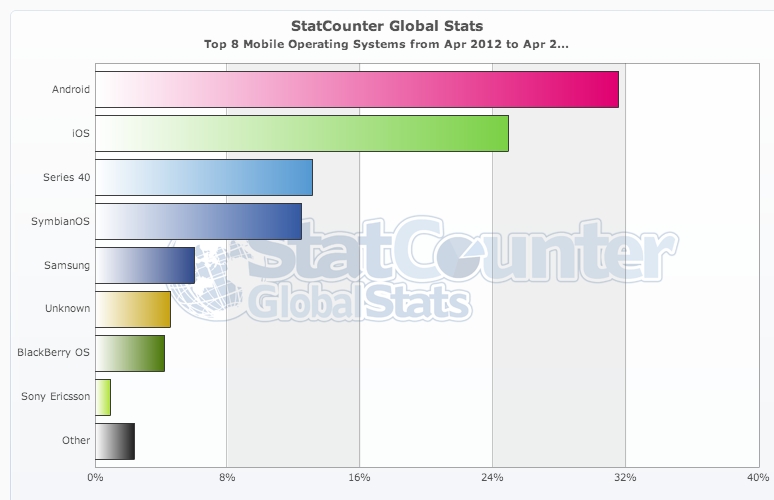 StatCounter Global Stats
Top 8 Mobile Operating Systems from Apr 2012 to Apr 2...
Android
iOS
Series 40
SymbianOS
Samsung
Unknown
BlackBerry OS
Sony Ericsson
Other
StatCounter
GlobalStats
0% 8% 16% 24% 32% 40%